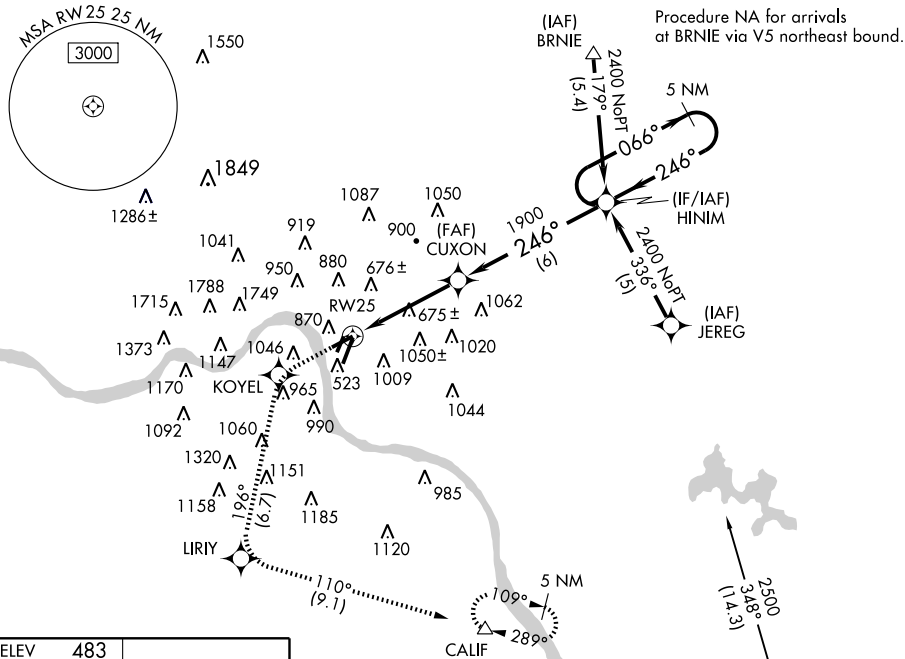 MSA RW25 25 NM
3000
1550
(IAF)
BRNIE
Procedure NA for arrivals
at BRNIE via V5 northeast bound.
2400 NoPT
179°
(5.4)
5 NM
066°
246°
1849
1286±
1087
1050
(IF/IAF)
HINIM
919
900
(FAF)
CUXON
1900
246°
(6)
1041
950
880
676±
2400 NoPT
336°
(5)
1715
1788
1749
RW25
870
675±
1062
(IAF)
JEREG
1373
1147
1046
1050±
1020
1170
KOYEL
965
523
1009
1092
990
1044
1060
1320
1151
985
1158
196°
(6.7)
1185
1120
LIRIY
110°
(9.1)
5 NM
109°
289°
CALIF
2500
348°
(14.3)
ELEV 483